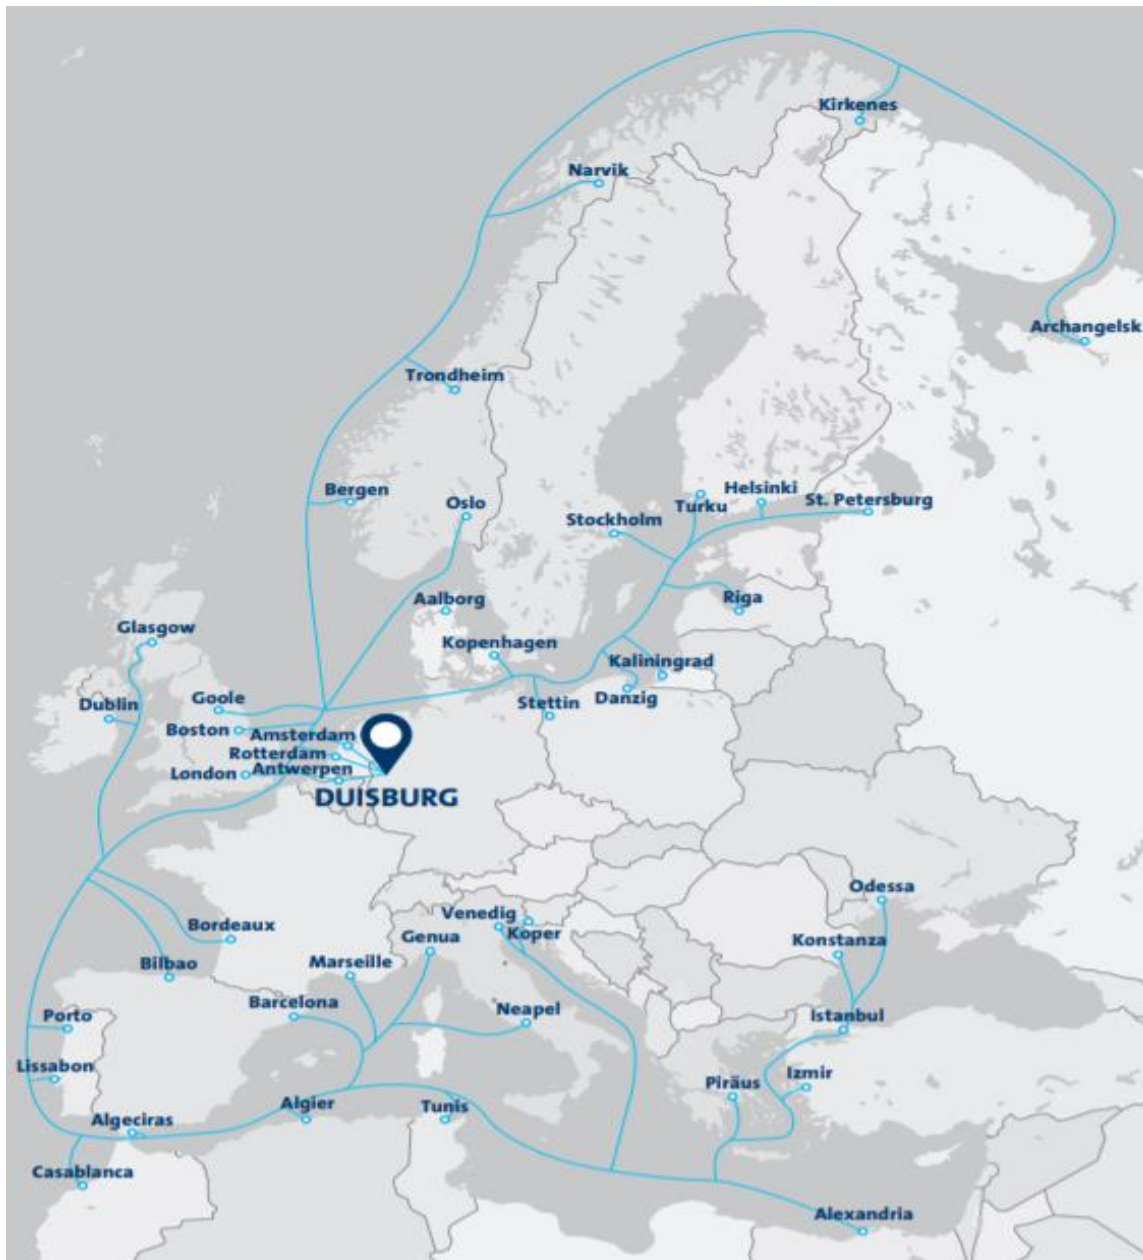 Kirkenes
Narvik
Archangelsk
Trondheim
Bergen
Oslo
Turku
Helsinki
St. Petersburg
Stockholm
Aalborg
Riga
Glasgow
Kopenhagen
Kaliningrad
Dublin
Goole
Stettin
Danzig
Boston
Amsterdam
Rotterdam
London
Antwerpen
DUISBURG
Odessa
Bordeaux
Venedig
Koper
Genua
Konstanza
Bilbao
Marseille
Barcelona
Neapel
Porto
Istanbul
Lissabon
Piräus
Izmir
Algeciras
Algier
Tunis
Casablanca
Alexandria